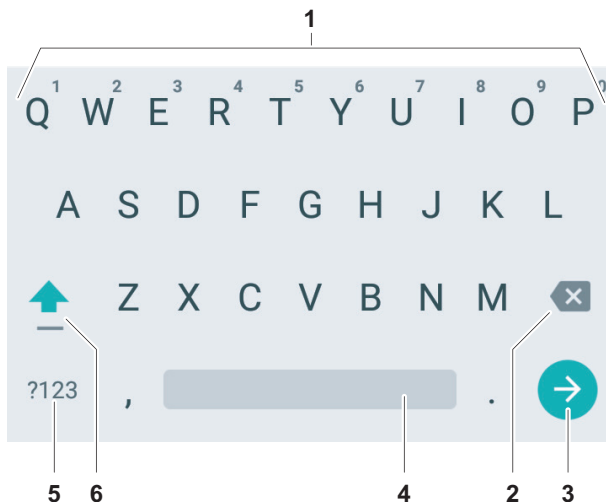 1
1 2 3 4 5 6 7 8 9 0
Q W E R T Y U I O P
A S D F G H J K L
Z X C V B N M
?123 , .
5 6 4 2 3